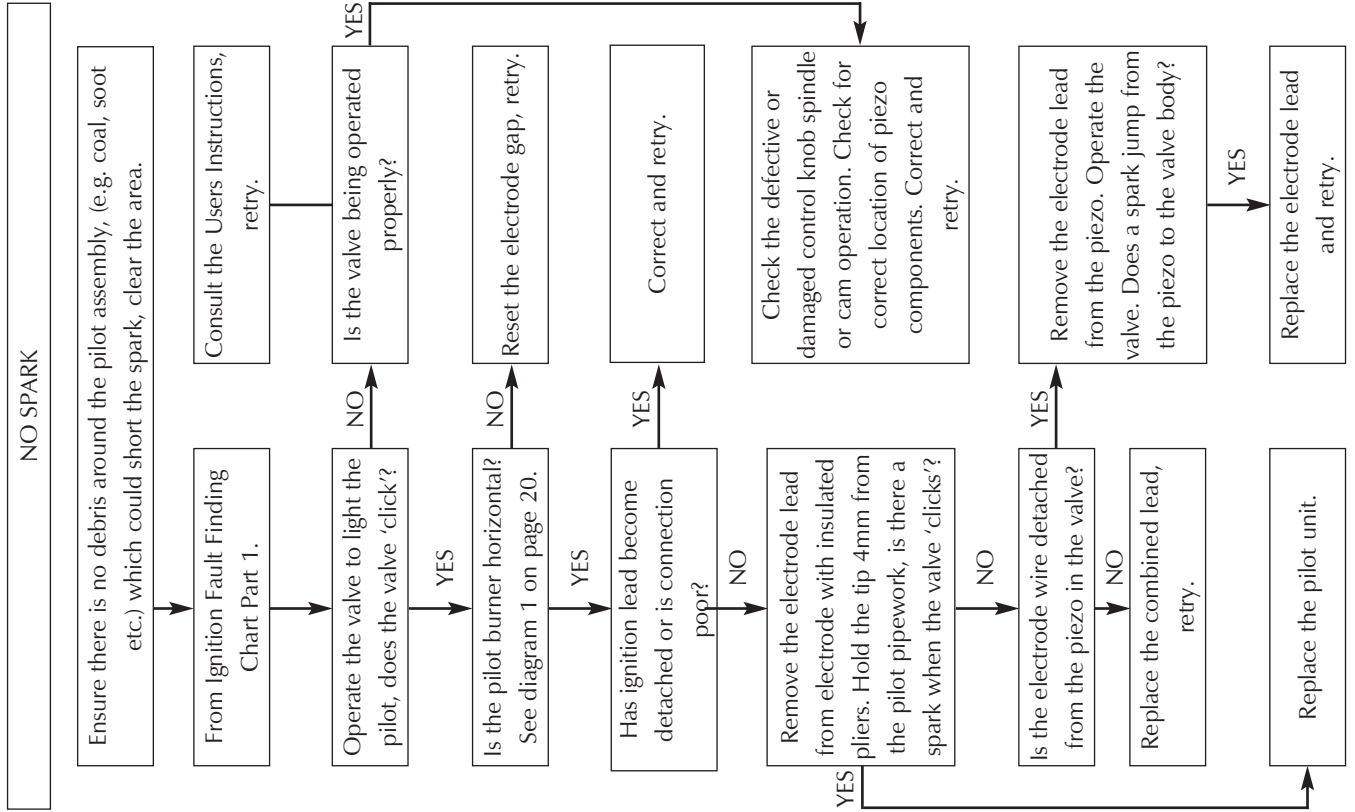 NO SPARK
Ensure there is no debris around the pilot assembly, (e.g. coal, soot
etc.) which could short the spark, clear the area.
From Ignition Fault Finding
Chart Part 1.
Consult the Users Instructions,
retry.
Operate the valve to light the
pilot, does the valve ‘click’?
NO
Is the valve being operated
properly?
YES
YES
Is the pilot burner horizontal?
See diagram 1 on page 20.
NO
Reset the electrode gap, retry.
YES
Has ignition lead become
detached or is connection
poor?
YES
Correct and retry.
NO
Remove the electrode lead
from electrode with insulated
pliers. Hold the tip 4mm from
the pilot pipework, is there a
spark when the valve ‘clicks’?
Check the defective or
damaged control knob spindle
or cam operation. Check for
correct location of piezo
components. Correct and
retry.
YES
NO
Is the electrode wire detached
from the piezo in the valve?
YES
Remove the electrode lead
from the piezo. Operate the
valve. Does a spark jump from
the piezo to the valve body?
NO
Replace the combined lead,
retry.
YES
Replace the electrode lead
and retry.
Replace the pilot unit.